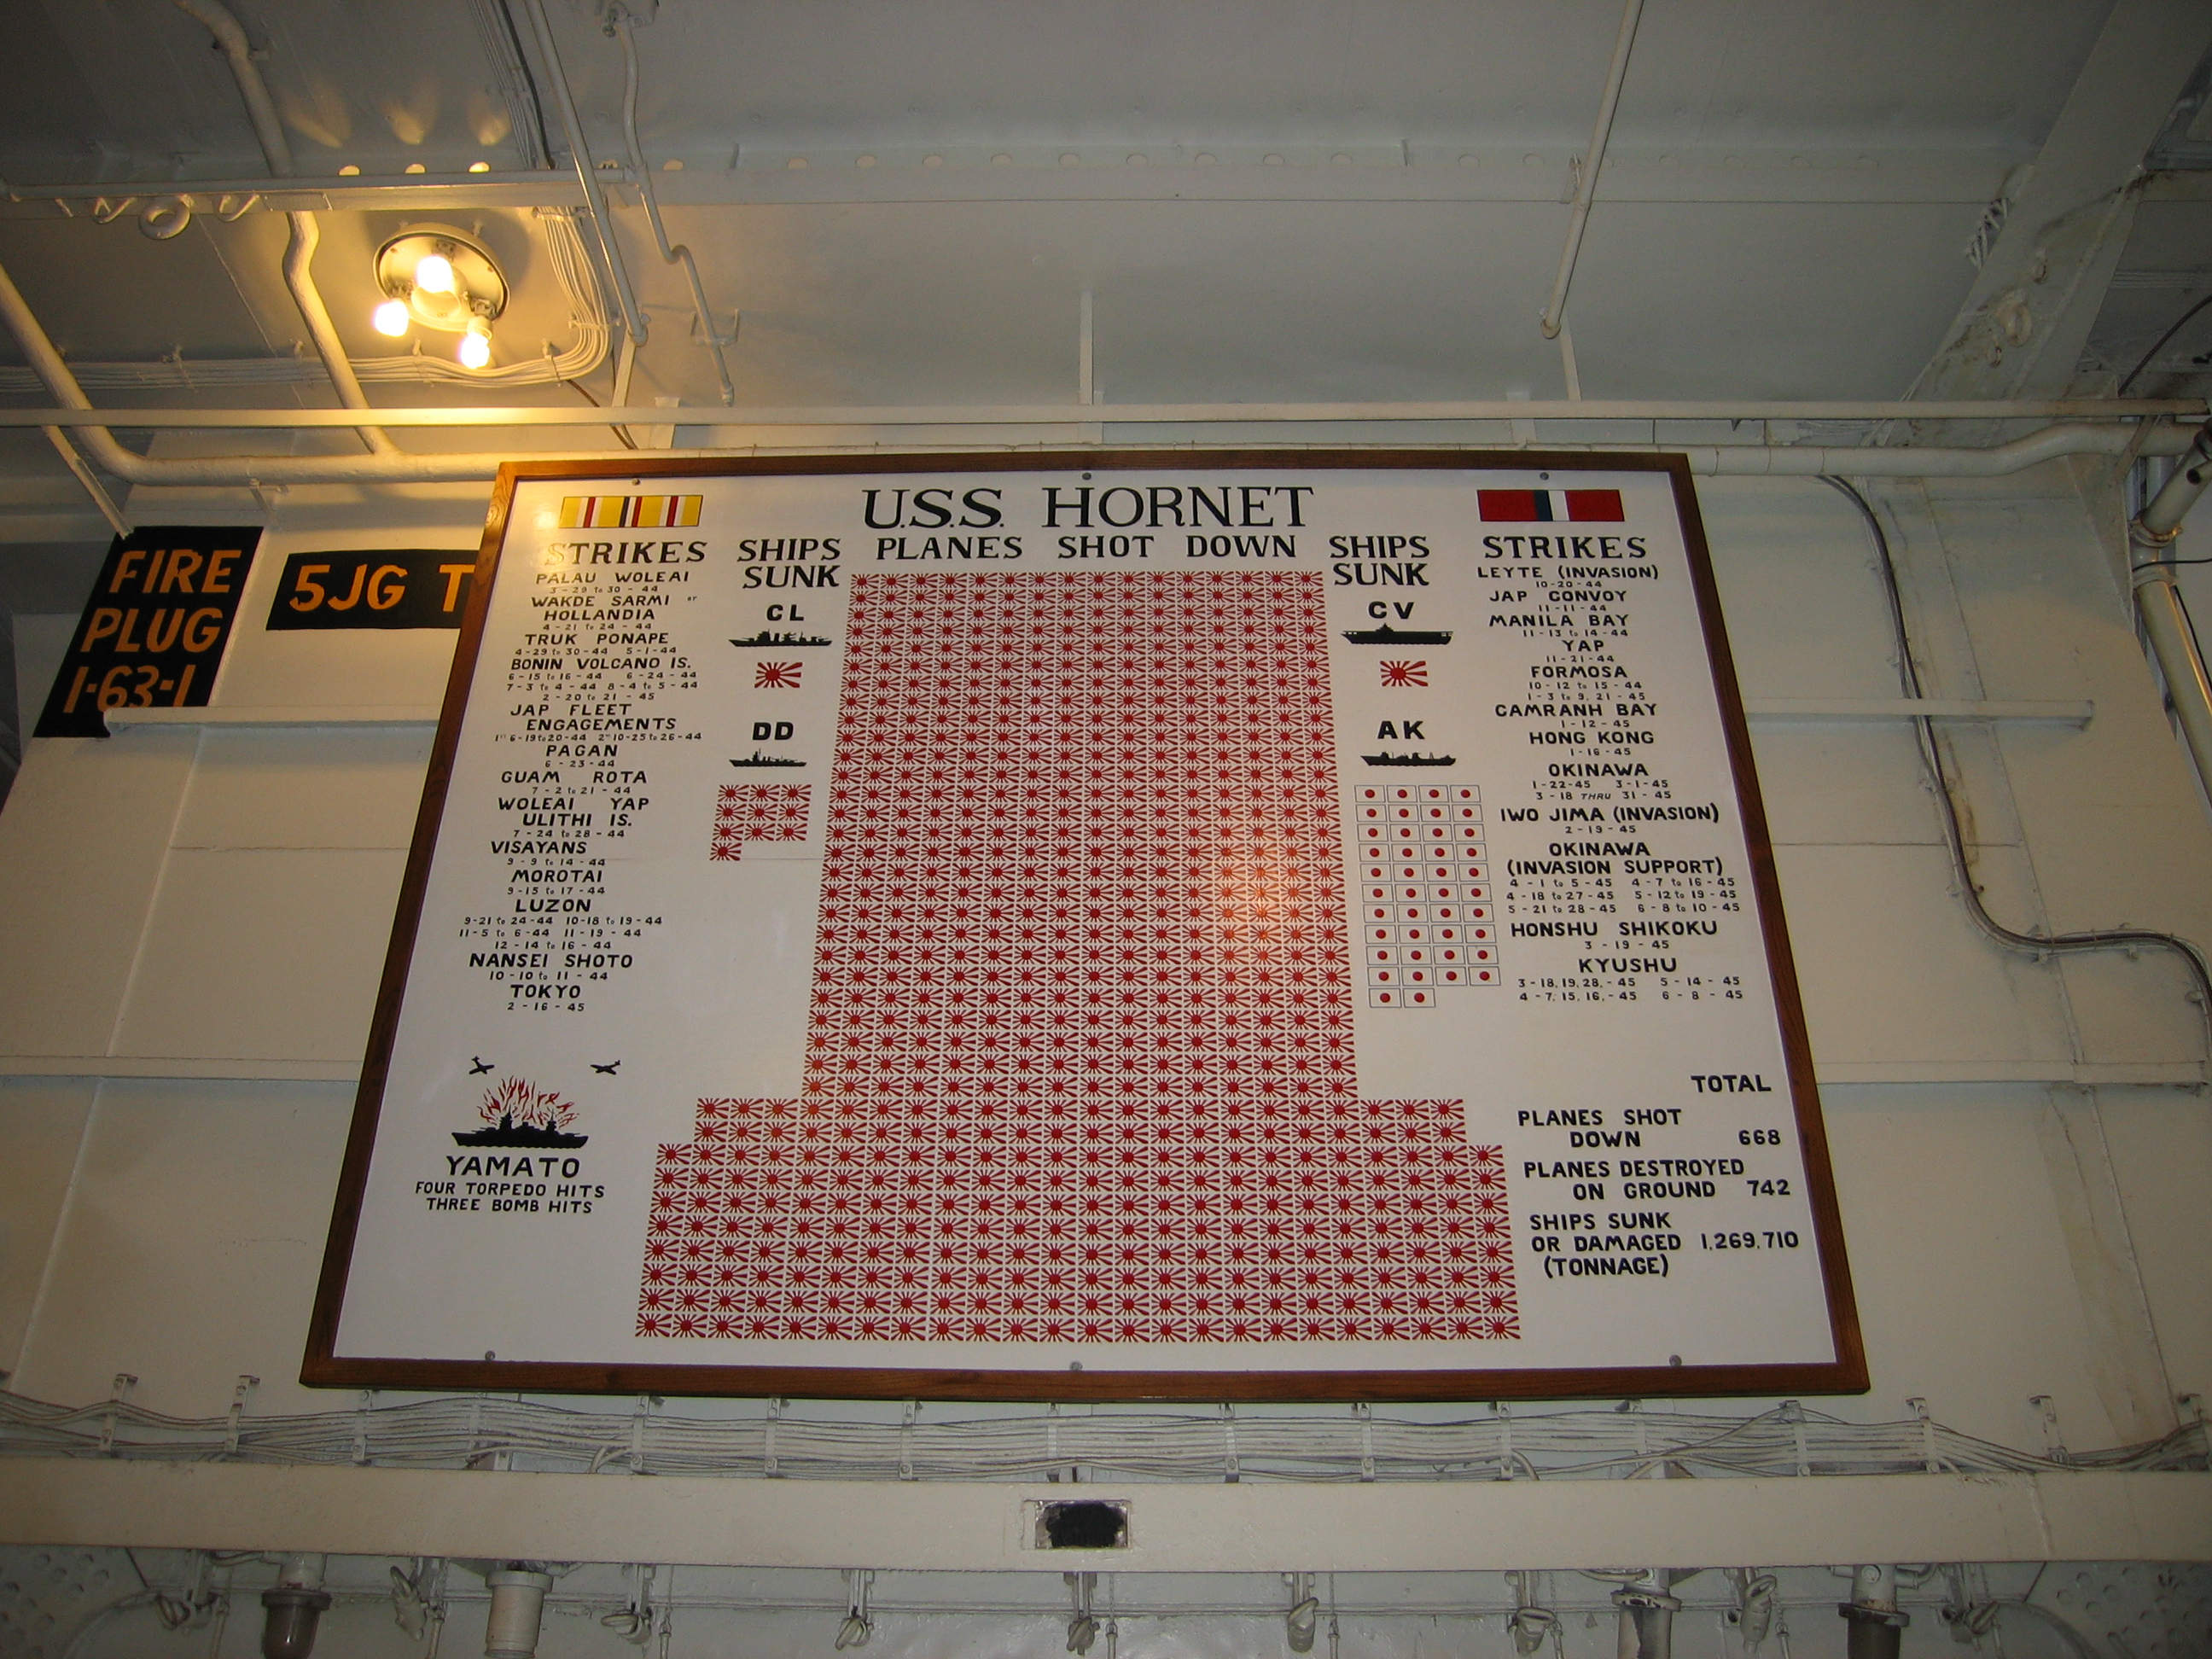 FIRE
PLUG
1-63-1
5JG T
U.S.S. HORNET
PLANES SHOT DOWN
STRIKES
PALAU WOLEAI
3-29 to 30-44
WAKDE SARMI
HOLLANDIA
4-21 to 24-44
TRUK PONAPE
4-29 to 30-44 5-1-44
BONIN VOLCANO IS.
6-15 to 16-44 6-24-44
7-3 to 4-44 8-4 to 5-44
2-20 to 21-45
JAP FLEET
ENGAGEMENTS
1ST 6-19 to 20-44 2ND 10-25 to 26-44
PAGAN
6-23-44
GUAM ROTA
7-2 to 21-44
WOLEAI YAP
ULITHI IS.
7-24 to 28-44
VISAYANS
9-9 to 14-44
MOROTAI
9-15 to 17-44
LUZON
9-21 to 24-44 10-18 to 19-44
11-5 to 6-44 11-19-44
12-14 to 16-44
NANSEI SHOTO
10-10 to 11-44
TOKYO
2-16-45
YAMATO
FOUR TORPEDO HITS
THREE BOMB HITS
SHIPS
SUNK
CL
DD
SHIPS
SUNK
CV
AK
STRIKES
LEYTE (INVASION)
10-20-44
JAP CONVOY
11-11-44
MANILA BAY
11-13 to 14-44
YAP
11-21-44
FORMOSA
10-12 to 15-44
1-3 to 9, 21-45
CAMRANH BAY
1-12-45
HONG KONG
1-16-45
OKINAWA
1-22-45 3-1-45
3-18 THRU 31-45
IWO JIMA (INVASION)
2-19-45
OKINAWA
(INVASION SUPPORT)
4-1 to 5-45 4-7 to 16-45
4-18 to 27-45 5-12 to 19-45
5-21 to 28-45 6-8 to 10-45
HONSHU SHIKOKU
3-19-45
KYUSHU
3-18, 19, 28,-45 5-14-45
4-7, 15, 16,-45 6-8-45
TOTAL
PLANES SHOT
DOWN 668
PLANES DESTROYED
ON GROUND 742
SHIPS SUNK
OR DAMAGED 1,269,710
(TONNAGE)